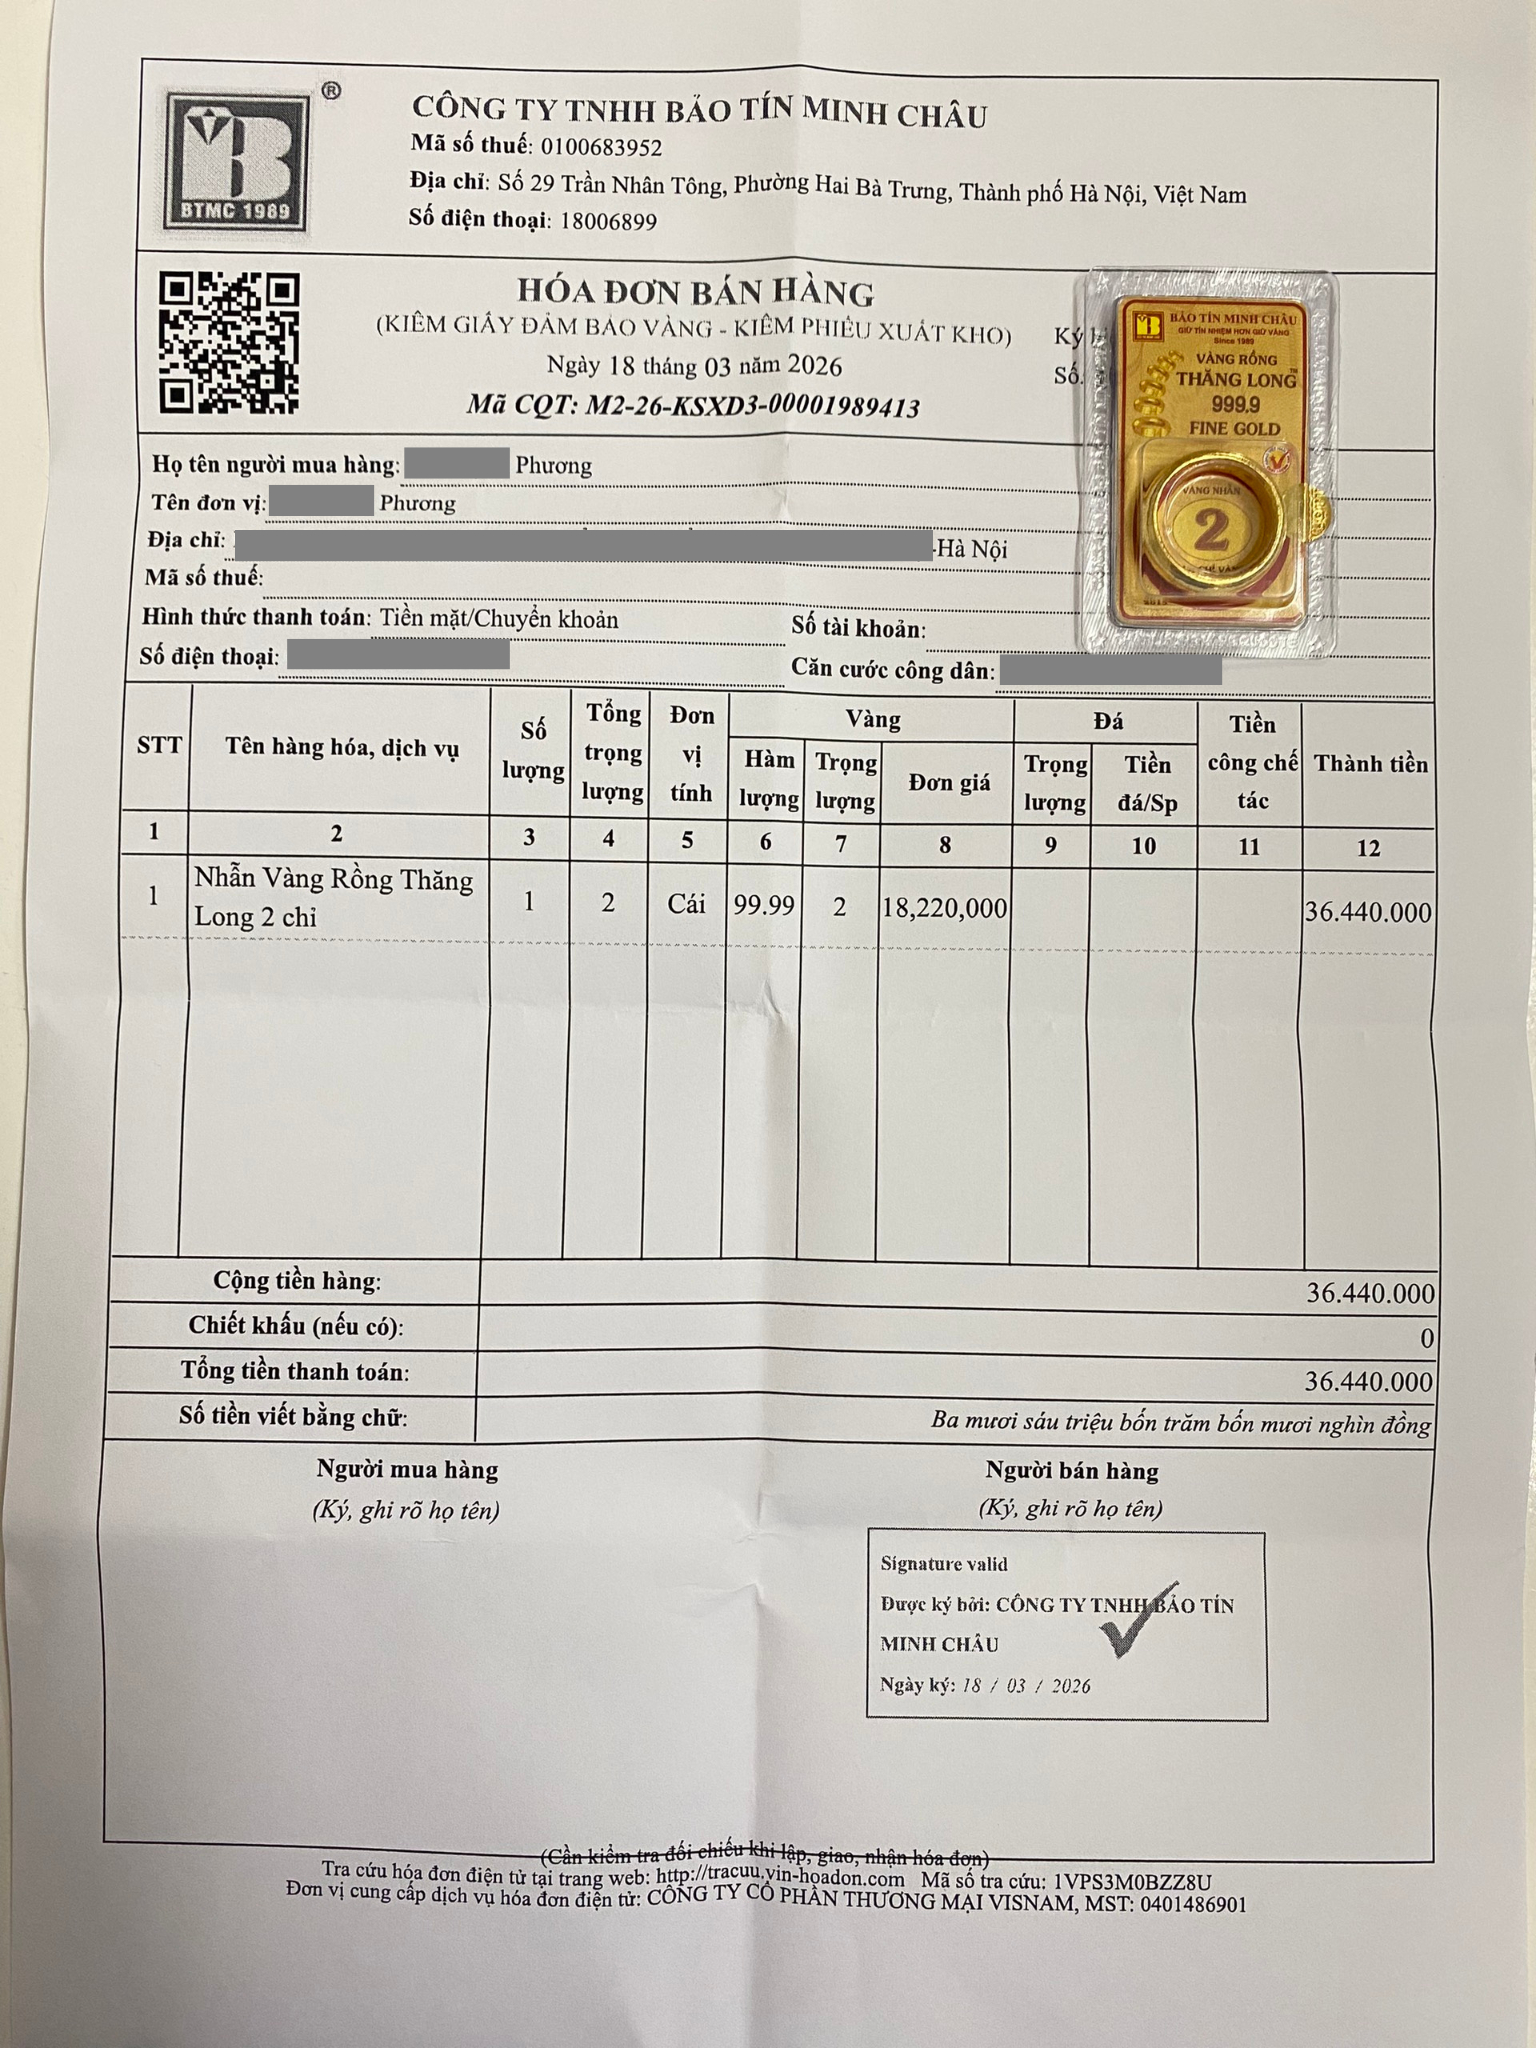 ®
BTMC 1989
CÔNG TY TNHH BẢO TÍN MINH CHÂU
Mã số thuế: 0100683952
Địa chỉ: Số 29 Trần Nhân Tông, Phường Hai Bà Trưng, Thành phố Hà Nội, Việt Nam
Số điện thoại: 18006899
HÓA ĐƠN BÁN HÀNG
(KIÊM GIẤY ĐẢM BẢO VÀNG - KIÊM PHIẾU XUẤT KHO)
Ngày 18 tháng 03 năm 2026
Mã CQT: M2-26-KSXD3-00001989413
Ký
Số
BẢO TÍN MINH CHÂU
GIỮ TÍN NHIỆM HƠN GIỮ VÀNG
Since 1989
VÀNG RỒNG
THĂNG LONG™
999.9
FINE GOLD
VÀNG NHẪN
2
CHỈ VÀNG
Họ tên người mua hàng: Phương
Tên đơn vị: Phương
Địa chỉ: -Hà Nội
Mã số thuế:
Hình thức thanh toán: Tiền mặt/Chuyển khoản Số tài khoản:
Số điện thoại: Căn cước công dân:
STT Tên hàng hóa, dịch vụ Số lượng Tổng trọng lượng Đơn vị tính Vàng Đá Tiền công chế tác Thành tiền
Hàm lượng Trọng lượng Đơn giá Trọng lượng Tiền đá/Sp
1 2 3 4 5 6 7 8 9 10 11 12
1 Nhẫn Vàng Rồng Thăng Long 2 chỉ 1 2 Cái 99.99 2 18,220,000 36.440.000
Cộng tiền hàng: 36.440.000
Chiết khấu (nếu có): 0
Tổng tiền thanh toán: 36.440.000
Số tiền viết bằng chữ: Ba mươi sáu triệu bốn trăm bốn mươi nghìn đồng
Người mua hàng Người bán hàng
(Ký, ghi rõ họ tên) (Ký, ghi rõ họ tên)
Signature valid
Được ký bởi: CÔNG TY TNHH BẢO TÍN
MINH CHÂU
Ngày ký: 18 / 03 / 2026
(Cần kiểm tra đối chiếu khi lập, giao, nhận hóa đơn)
Tra cứu hóa đơn điện tử tại trang web: http://tracuu.vin-hoadon.com Mã số tra cứu: 1VPS3M0BZZ8U
Đơn vị cung cấp dịch vụ hóa đơn điện tử: CÔNG TY CỔ PHẦN THƯƠNG MẠI VISNAM, MST: 0401486901